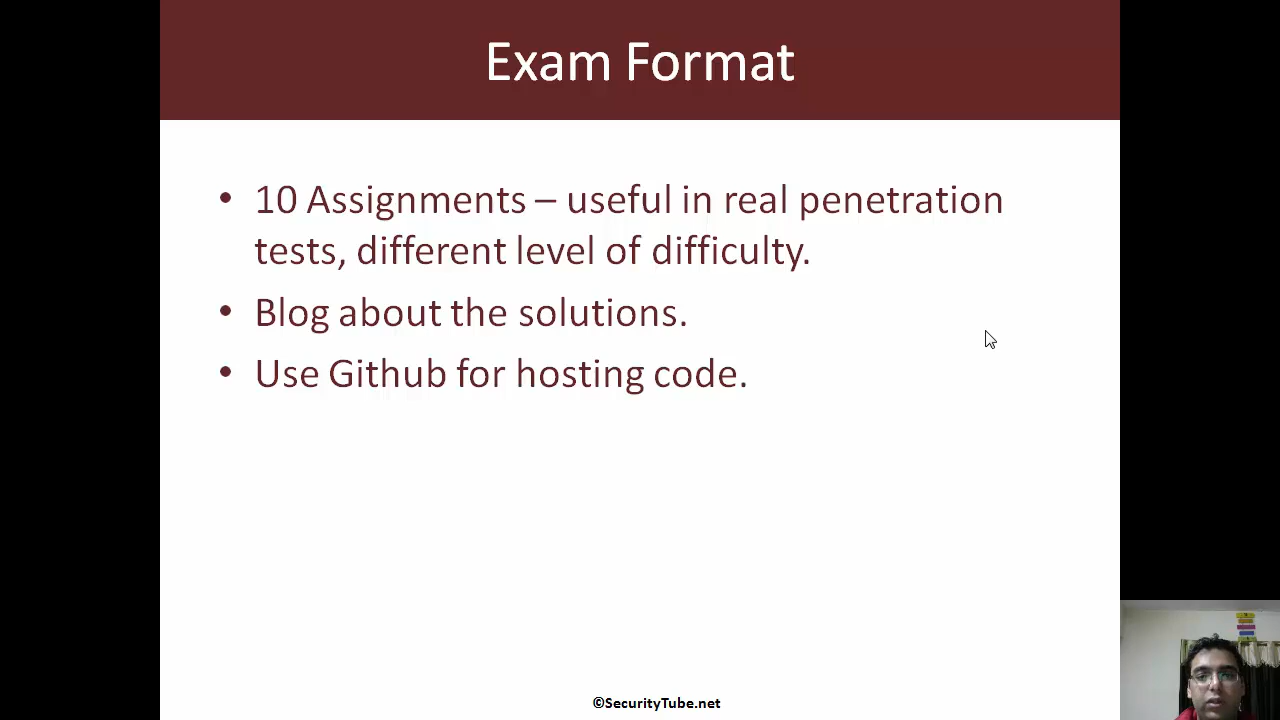 Exam Format
• 10 Assignments – useful in real penetration
tests, different level of difficulty.
• Blog about the solutions.
• Use Github for hosting code.
©SecurityTube.net